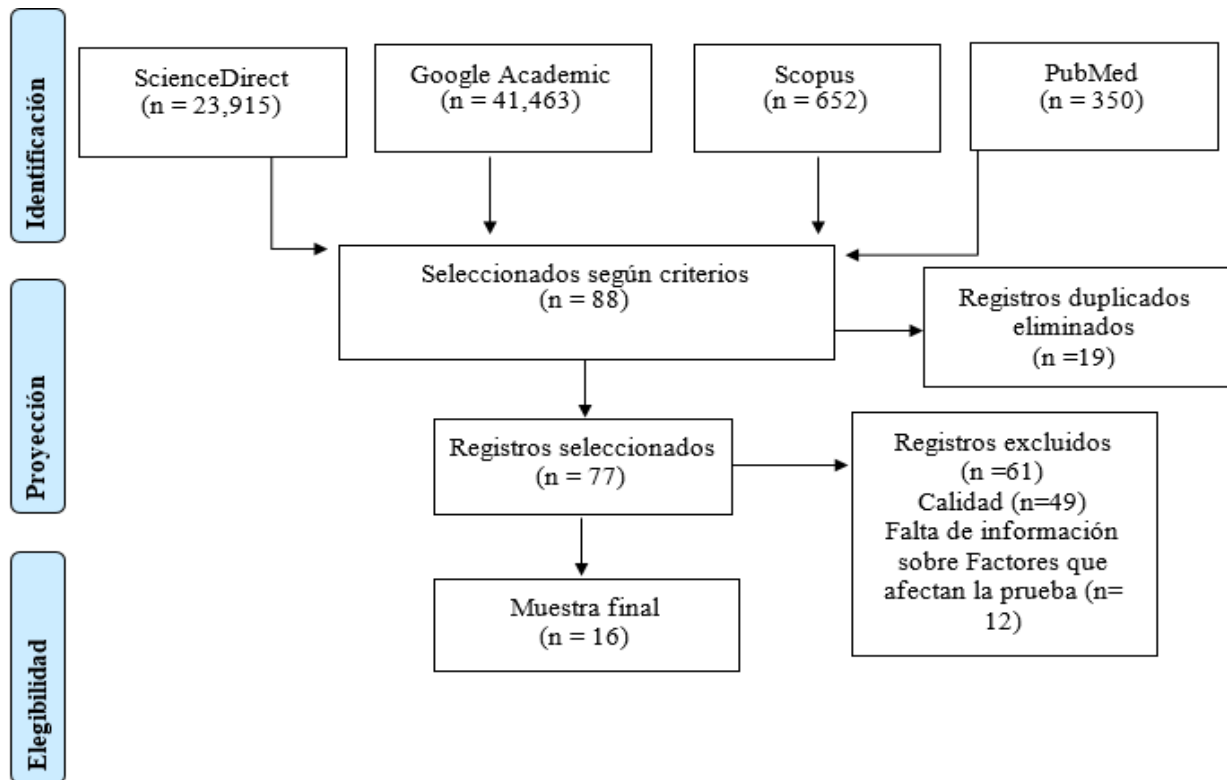 Identificación
ScienceDirect
(n = 23,915)
Google Academic
(n = 41,463)
Scopus
(n = 652)
PubMed
(n = 350)
Seleccionados según criterios
(n = 88)
Proyección
Registros duplicados
eliminados
(n =19)
Registros seleccionados
(n = 77)
Registros excluidos
(n =61)
Calidad (n=49)
Falta de información
sobre Factores que
afectan la prueba (n=
12)
Elegibilidad
Muestra final
(n = 16)